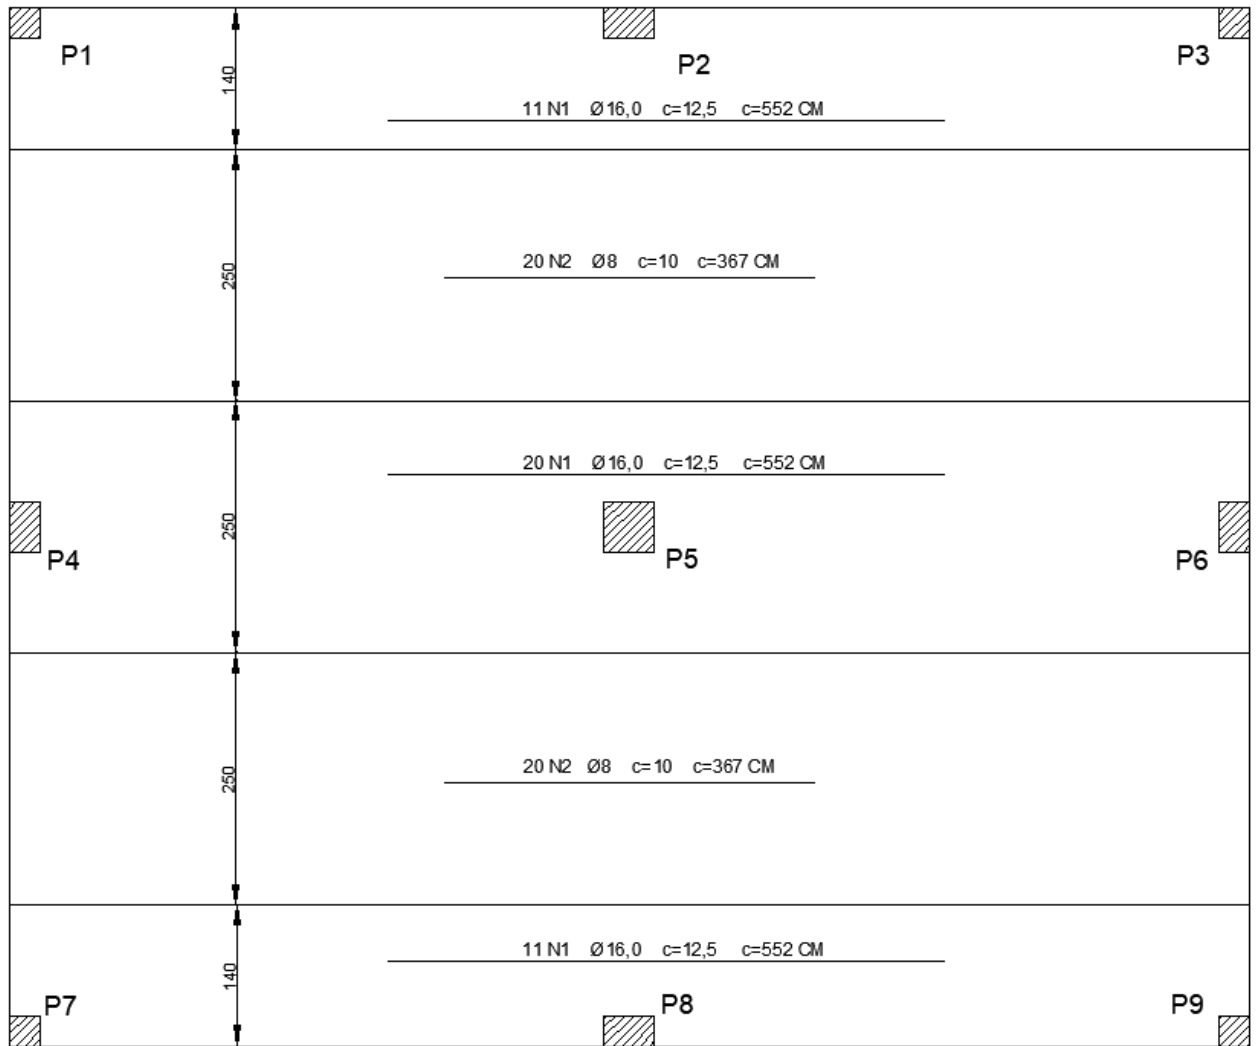 P1
P2
P3
140
11 N1 Ø16,0 c=12,5 c=552 CM
250
20 N2 Ø8 c=10 c=367 CM
20 N1 Ø16,0 c=12,5 c=552 CM
250
P4
P5
P6
250
20 N2 Ø8 c=10 c=367 CM
11 N1 Ø16,0 c=12,5 c=552 CM
140
P7
P8
P9